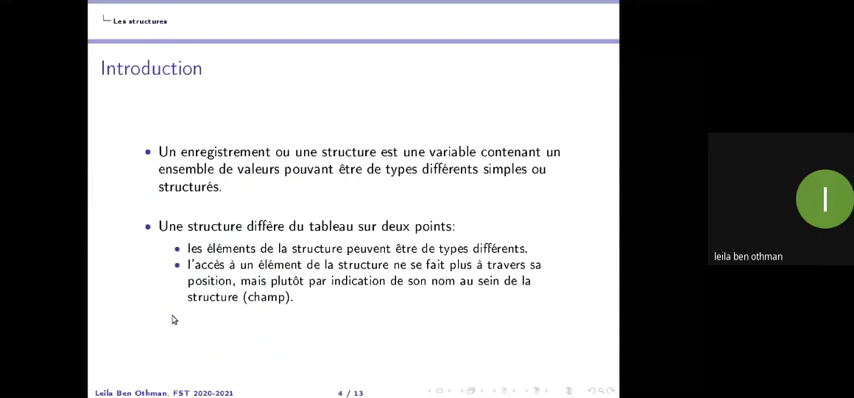 Les structures
Introduction
• Un enregistrement ou une structure est une variable contenant un
ensemble de valeurs pouvant être de types différents simples ou
structurés.
• Une structure diffère du tableau sur deux points:
• les éléments de la structure peuvent être de types différents.
• l'accès à un élément de la structure ne se fait plus à travers sa
position, mais plutôt par indication de son nom au sein de la
structure (champ).
l
leila ben othman
Leila Ben Othman, FST 2020-2021
4 / 13